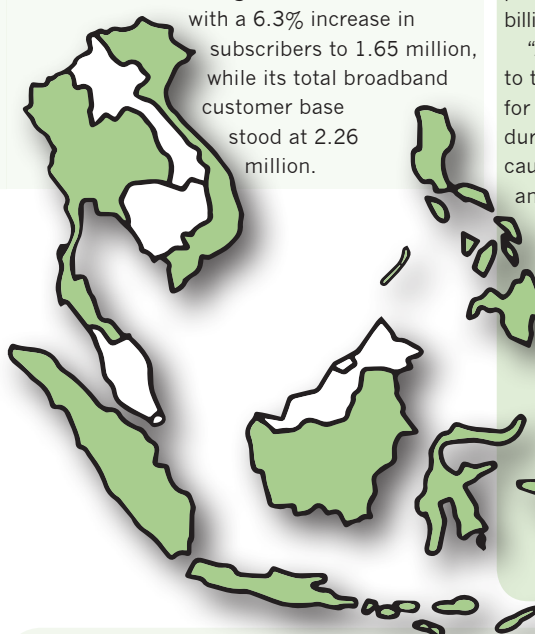 with a 6.3% increase in
subscribers to 1.65 million,
while its total broadband
customer base
stood at 2.26
million.
billi
“
to t
for
dur
cau
an